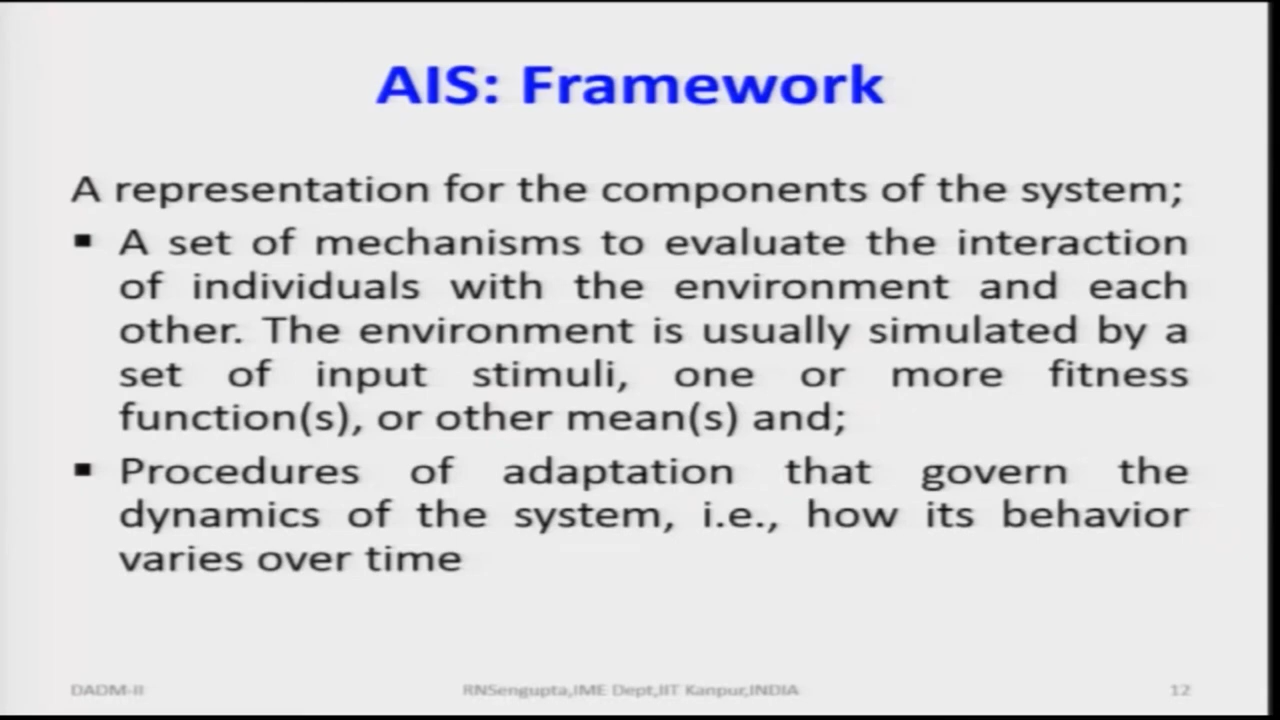 AIS: Framework
A representation for the components of the system;
▪ A set of mechanisms to evaluate the interaction
of individuals with the environment and each
other. The environment is usually simulated by a
set of input stimuli, one or more fitness
function(s), or other mean(s) and;
▪ Procedures of adaptation that govern the
dynamics of the system, i.e., how its behavior
varies over time
DADM-II
RNSengupta,IME Dept,IIT Kanpur,INDIA
12